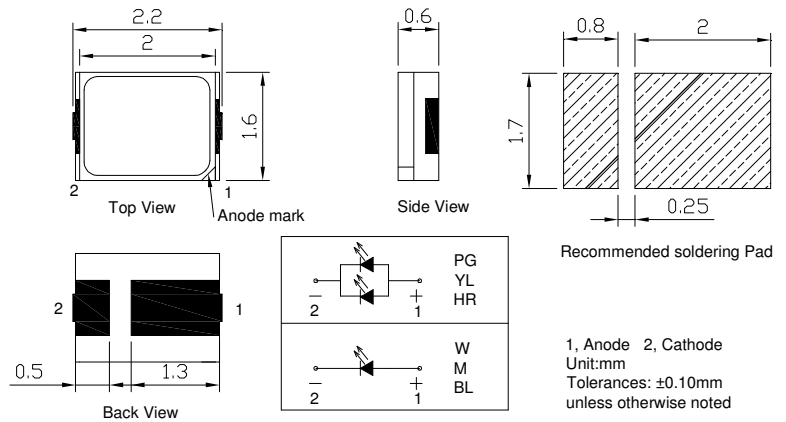 2.2
2
1.6
2
1
Top View
Anode mark
0.6
Side View
0.8
2
1.7
0.25
Recommended soldering Pad
2
1
0.5
1.3
Back View
PG
YL
HR
−
+
2
1
W
M
BL
−
+
2
1
1, Anode 2, Cathode
Unit:mm
Tolerances: ±0.10mm
unless otherwise noted